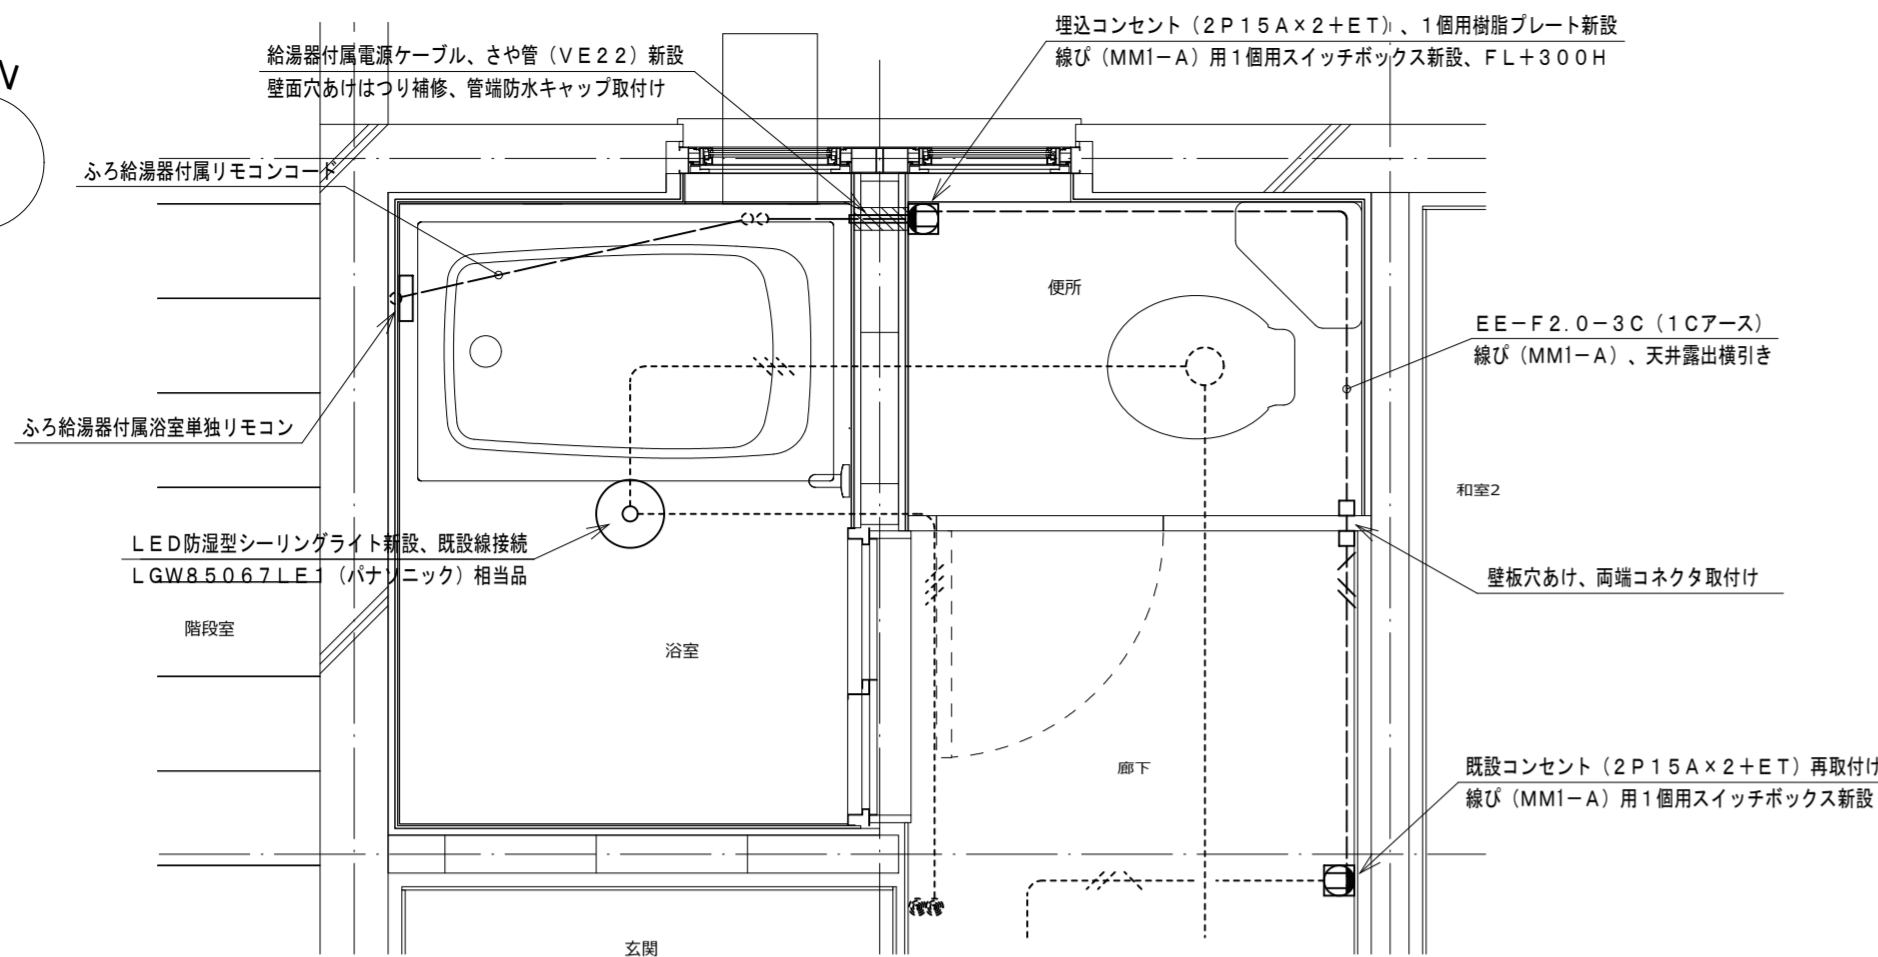 埋込コンセント（２Ｐ１５Ａ×２＋ＥＴ）、１個用樹脂プレート新設
線ぴ（MM1－Ａ）用１個用スイッチボックス新設、ＦＬ＋３００Ｈ
給湯器付属電源ケーブル、さや管（ＶＥ２２）新設
壁面穴あけはつり補修、管端防水キャップ取付け
ふろ給湯器付属リモコンコード
便所
ＥＥ－Ｆ２.０－３Ｃ（１Ｃアース）
線ぴ（MM1－Ａ）、天井露出横引き
ふろ給湯器付属浴室単独リモコン
和室2
ＬＥＤ防湿型シーリングライト新設、既設線接続
ＬＧＷ８５０６７ＬＥ１（パナソニック）相当品
壁板穴あけ、両端コネクタ取付け
階段室
浴室
廊下
既設コンセント（２Ｐ１５Ａ×２＋ＥＴ）再取付け
線ぴ（MM1－Ａ）用１個用スイッチボックス新設
玄関